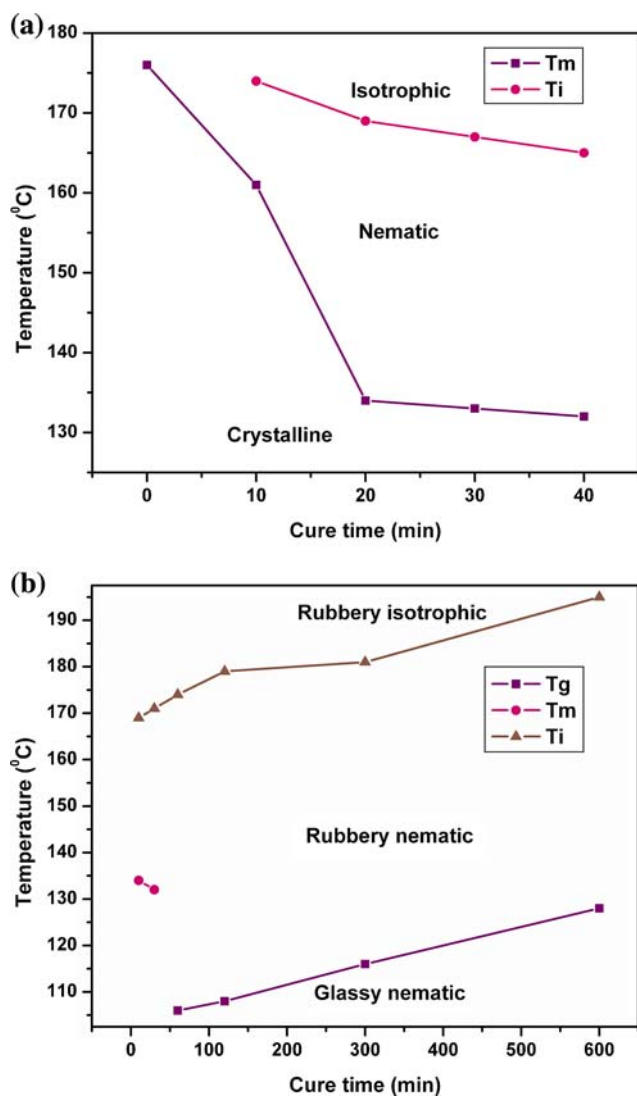 (a)
180
170
160
150
140
130
Temperature (⁰C)
Tm
Ti
Isotrophic
Nematic
Crystalline
0 10 20 30 40
Cure time (min)
(b)
190
180
170
160
150
140
130
120
110
Temperature (⁰C)
Rubbery isotrophic
Tg
Tm
Ti
Rubbery nematic
Glassy nematic
0 100 200 300 400 500 600
Cure time (min)